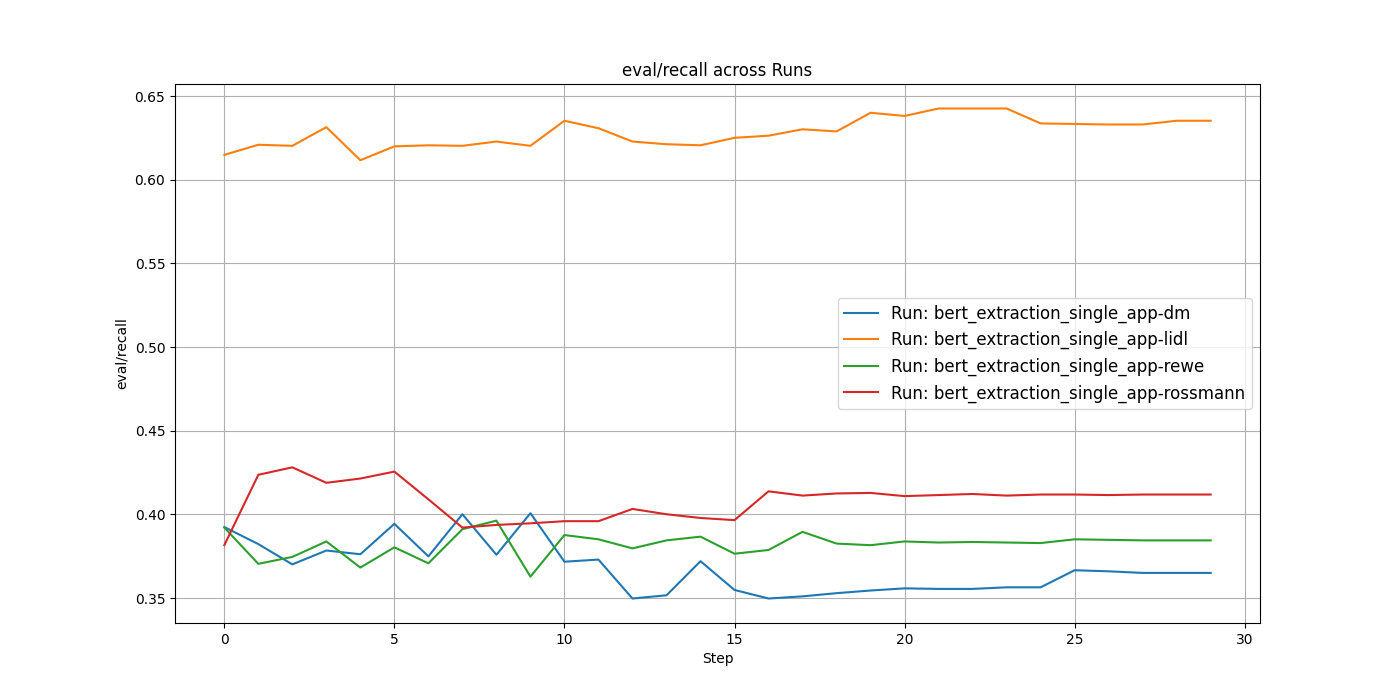 eval/recall across Runs
0.65
0.60
0.55
0.50
0.45
0.40
0.35
eval/recall
Run: bert_extraction_single_app-dm
Run: bert_extraction_single_app-lidl
Run: bert_extraction_single_app-rewe
Run: bert_extraction_single_app-rossmann
0 5 10 15 20 25 30
Step